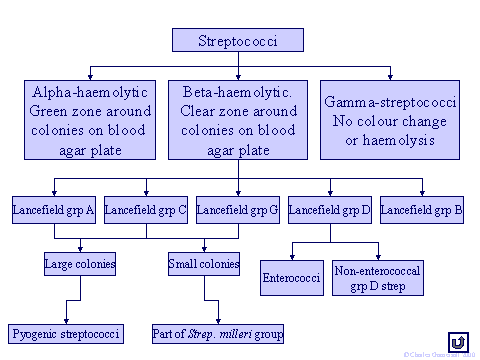 Streptococci
Alpha-haemolytic
Green zone around
colonies on blood
agar plate
Beta-haemolytic.
Clear zone around
colonies on blood
agar plate
Gamma-streptococci
No colour change
or haemolysis
Lancefield grp A
Lancefield grp C
Lancefield grp G
Lancefield grp D
Lancefield grp B
Large colonies
Small colonies
Enterococci
Non-enterococcal
grp D strep
Pyogenic streptococci
Part of Strep. milleri group
© Charles